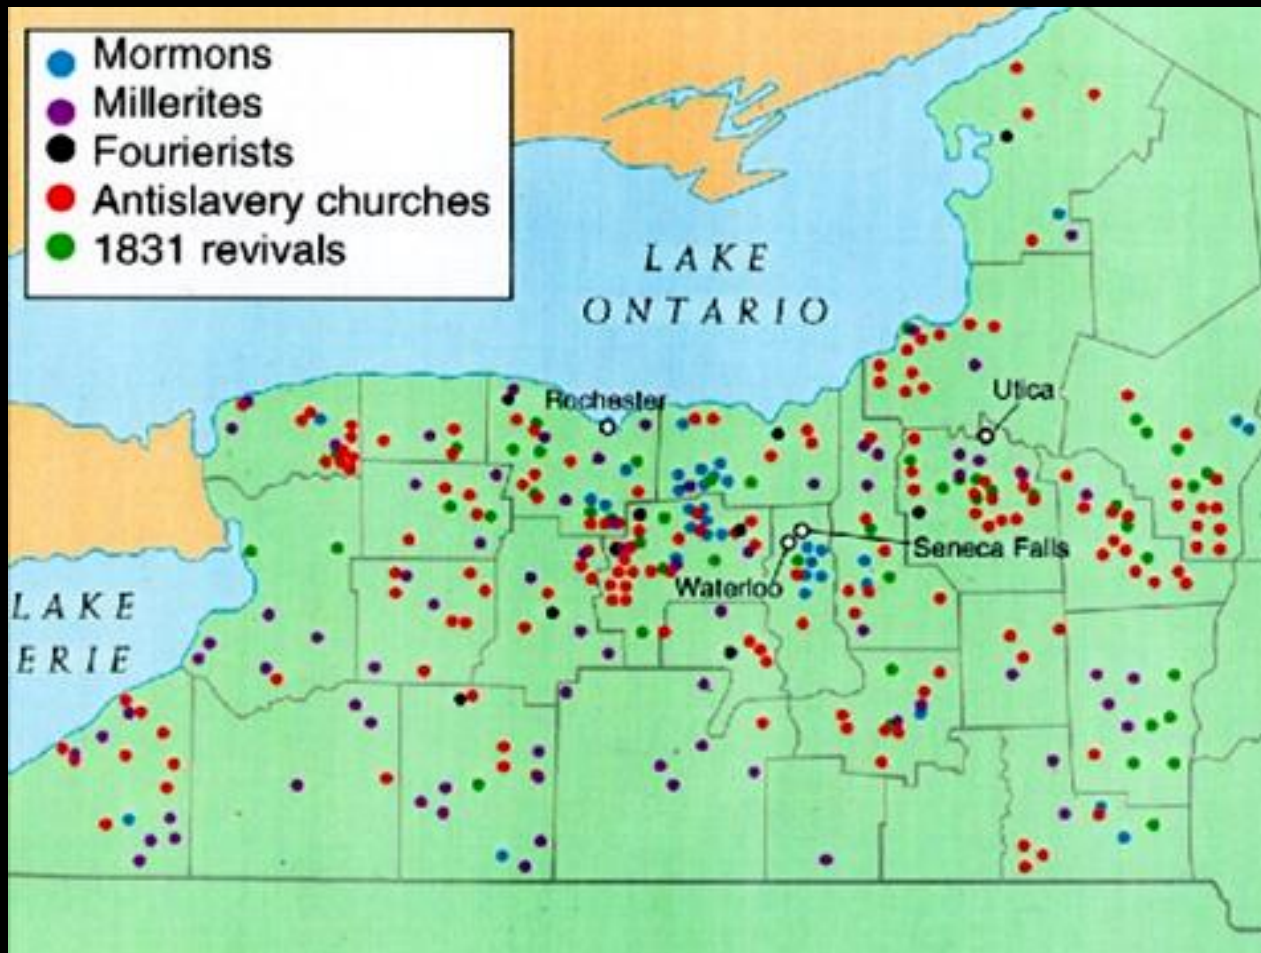 Mormons
Millerites
Fourierists
Antislavery churches
1831 revivals
LAKE
ONTARIO
Utica
Rochester
Seneca Falls
Waterloo
LAKE
ERIE